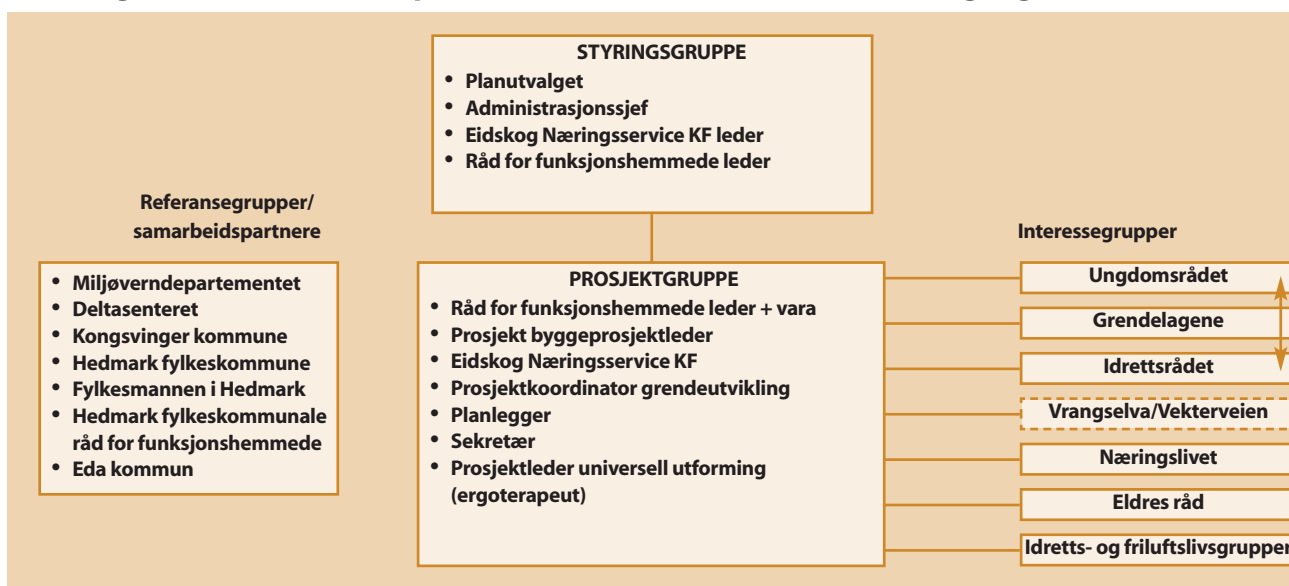 STYRINGSGRUPPE
• Planutvalget
• Administrasjonssjef
• Eidskog Næringsservice KF leder
• Råd for funksjonshemmede leder
Referansegrupper/
samarbeidspartnere
• Miljøverndepartementet
• Deltasenteret
• Kongsvinger kommune
• Hedmark fylkeskommune
• Fylkesmannen i Hedmark
• Hedmark fylkeskommunale
råd for funksjonshemmede
• Eda kommun
PROSJEKTGRUPPE
• Råd for funksjonshemmede leder + vara
• Prosjekt byggeprosjektleder
• Eidskog Næringsservice KF
• Prosjektkoordinator grendeutvikling
• Planlegger
• Sekretær
• Prosjektleder universell utforming
(ergoterapeut)
Interessegrupper
Ungdomsrådet
Grendelagene
Idrettsrådet
Vrangselva/Vekterveien
Næringslivet
Eldres råd
Idretts- og friluftslivsgrupper